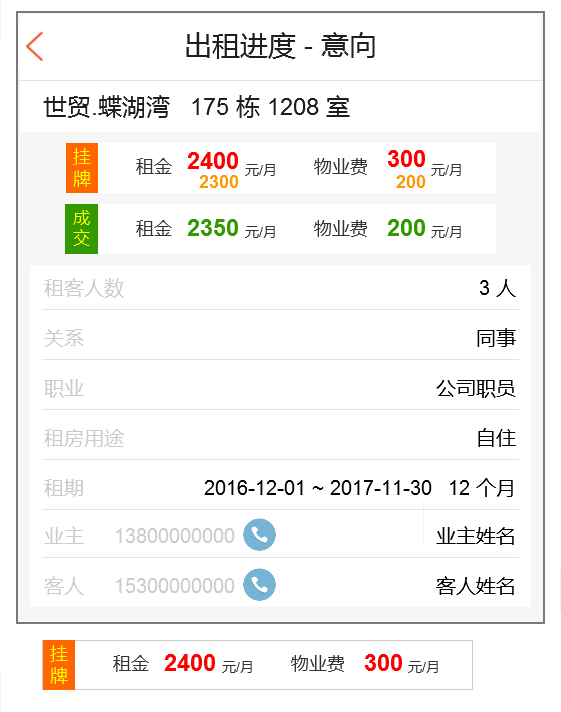 出租进度 - 意向
世贸.蝶湖湾 175 栋 1208 室
挂牌 租金 2400 元/月 物业费 300 元/月
2300 200
成交 租金 2350 元/月 物业费 200 元/月
租客人数 3 人
关系 同事
职业 公司职员
租房用途 自住
租期 2016-12-01 ~ 2017-11-30 12 个月
业主 13800000000 业主姓名
客人 15300000000 客人姓名
挂牌 租金 2400 元/月 物业费 300 元/月